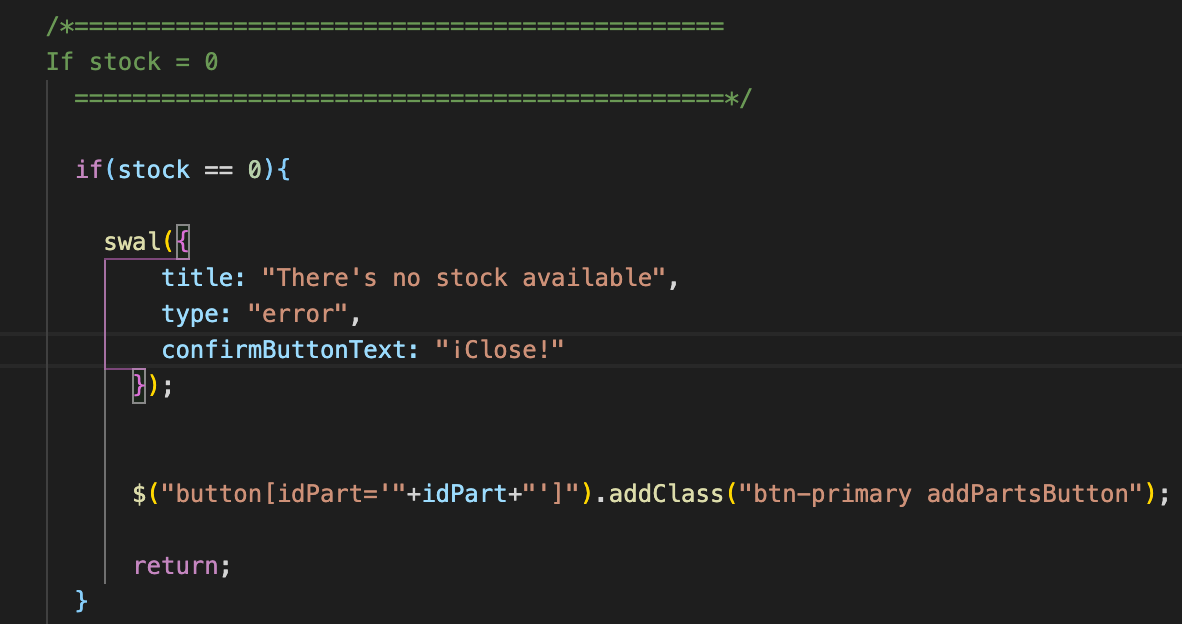 /*=============================================
If stock = 0
=============================================*/
if(stock == 0){
swal({
title: "There's no stock available",
type: "error",
confirmButtonText: "¡Close!"
});
$("button[idPart='"+idPart+"']").addClass("btn-primary addPartsButton");
return;
}